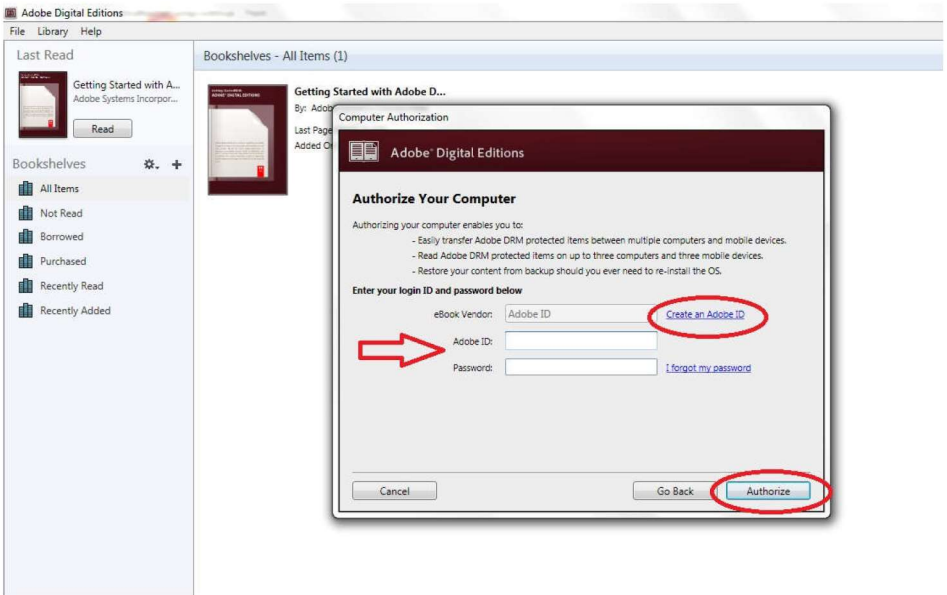 Adobe Digital Editions
File Library Help
Last Read
Getting Started with A...
Adobe Systems Incorpor...
Read
Bookshelves
All Items
Not Read
Borrowed
Purchased
Recently Read
Recently Added
Bookshelves - All Items (1)
Getting Started with Adobe D...
By: Adob
Last Page
Added O
Computer Authorization
Adobe® Digital Editions
Authorize Your Computer
Authorizing your computer enables you to:
- Easily transfer Adobe DRM protected items between multiple computers and mobile devices.
- Read Adobe DRM protected items on up to three computers and three mobile devices.
- Restore your content from backup should you ever need to re-install the OS.
Enter your login ID and password below
eBook Vendor: Adobe ID Create an Adobe ID
Adobe ID:
Password: I forgot my password
Cancel Go Back Authorize